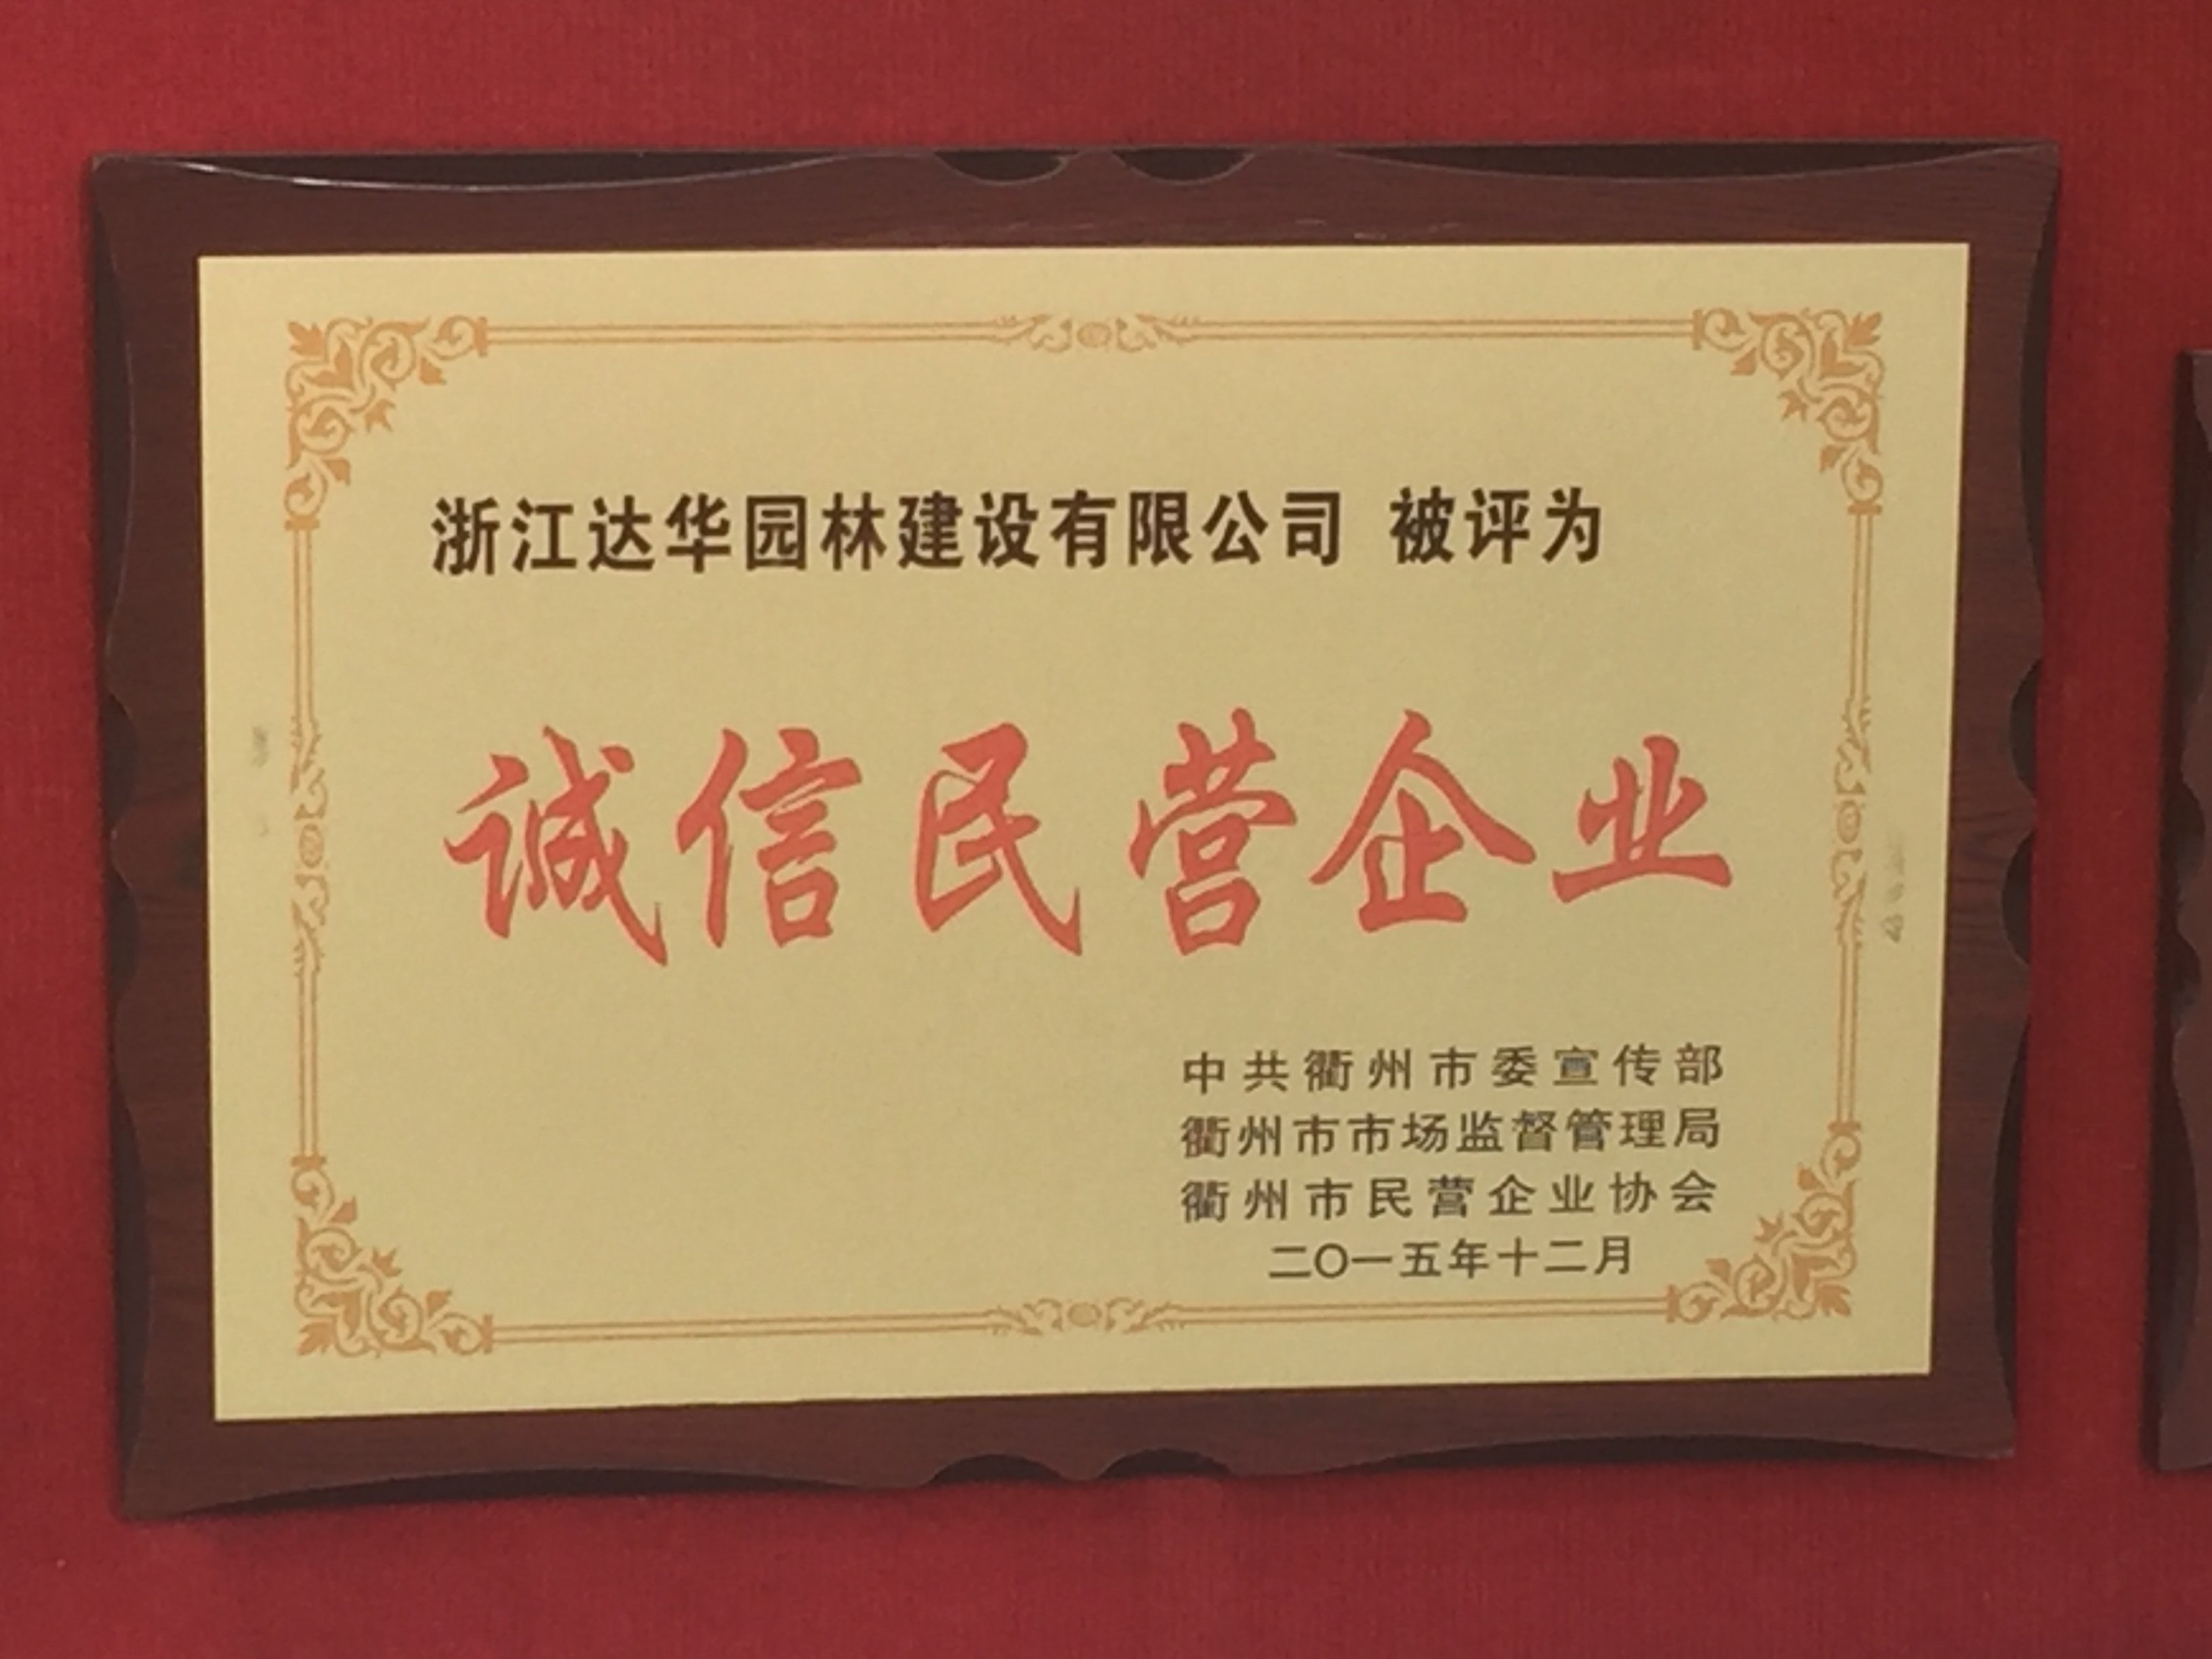 浙江达华园林建设有限公司 被评为
诚信民营企业
中共衢州市委宣传部
衢州市市场监督管理局
衢州市民营企业协会
二〇一五年十二月